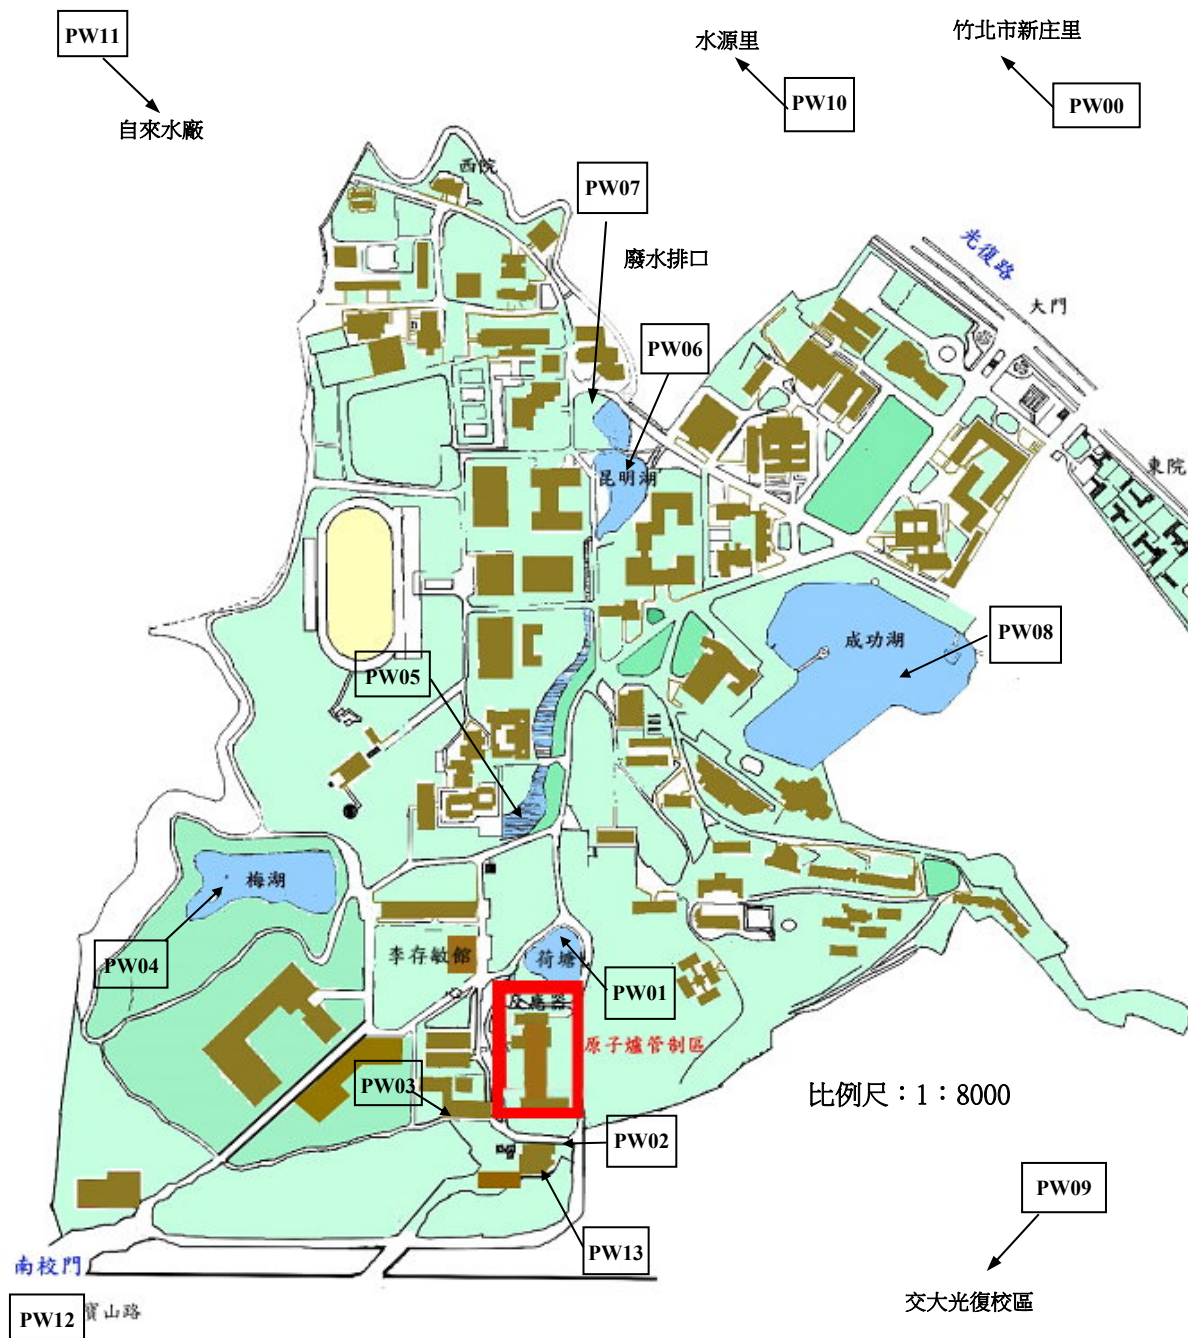 PW11
自來水廠
水源里
PW10
竹北市新庄里
PW00
西院
PW07
廢水排口
光復路
大門
PW06
東院
昆明湖
成功湖
PW08
PW05
梅湖
PW04
李存敏館
荷塘
PW01
反應器
原子爐管制區
PW03
比例尺：1：8000
PW02
PW09
PW13
南校門
交大光復校區
PW12
寶山路